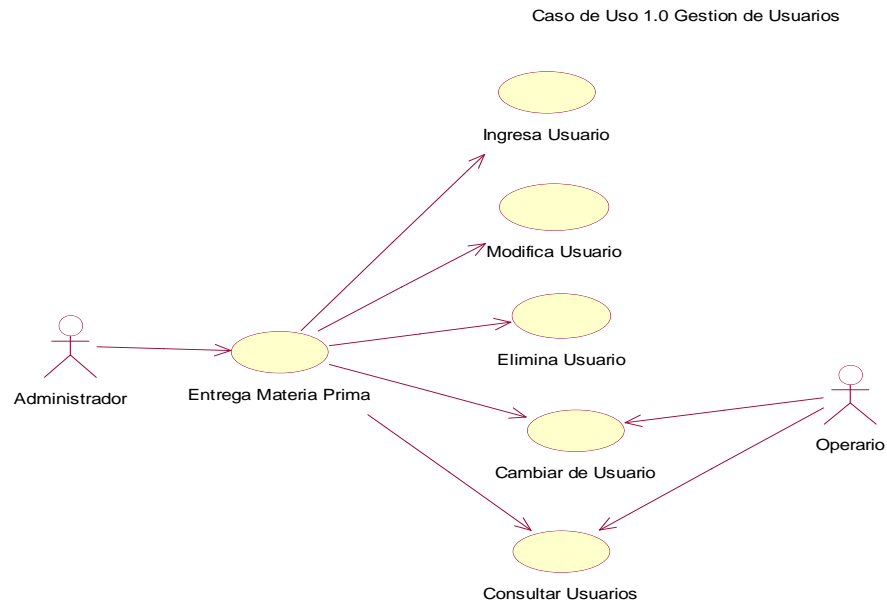 Caso de Uso 1.0 Gestion de Usuarios
Ingresa Usuario
Modifica Usuario
Elimina Usuario
Administrador
Entrega Materia Prima
Operario
Cambiar de Usuario
Consultar Usuarios